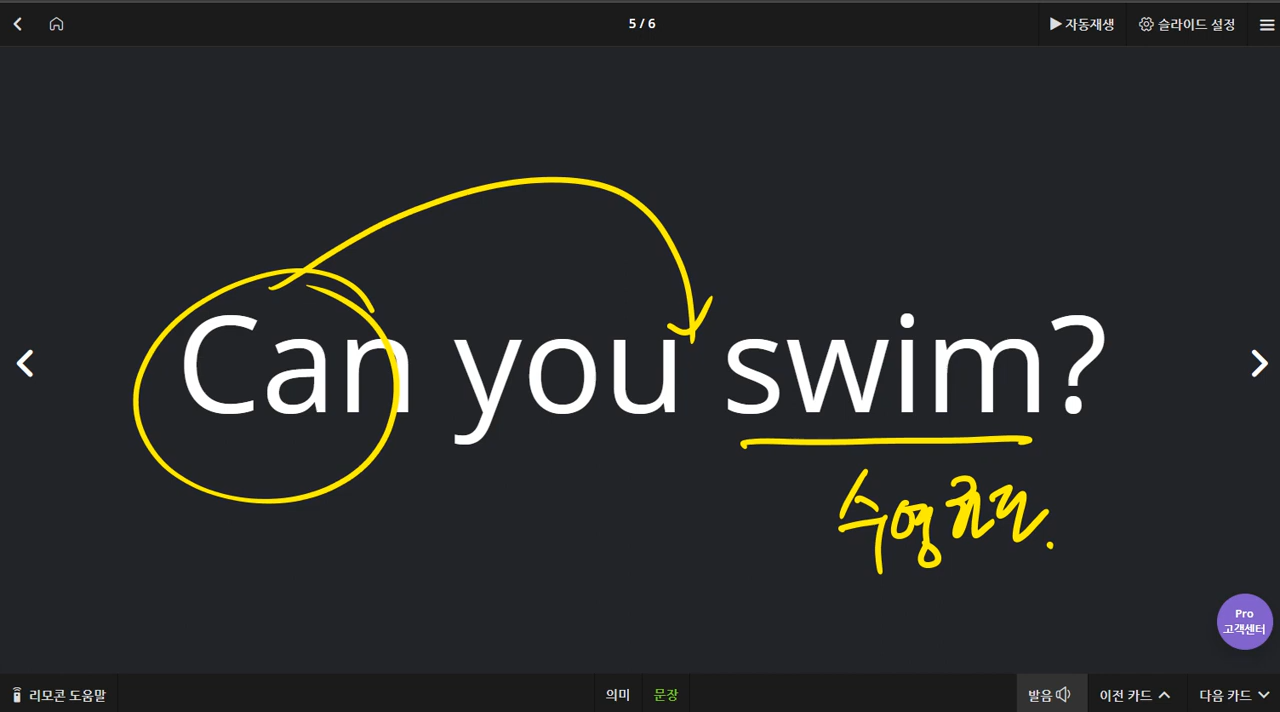 5 / 6
자동재생
슬라이드 설정
Can you swim?
수영
Pro
고객센터
리모콘 도움말
의미
문장
발음
이전 카드
다음 카드